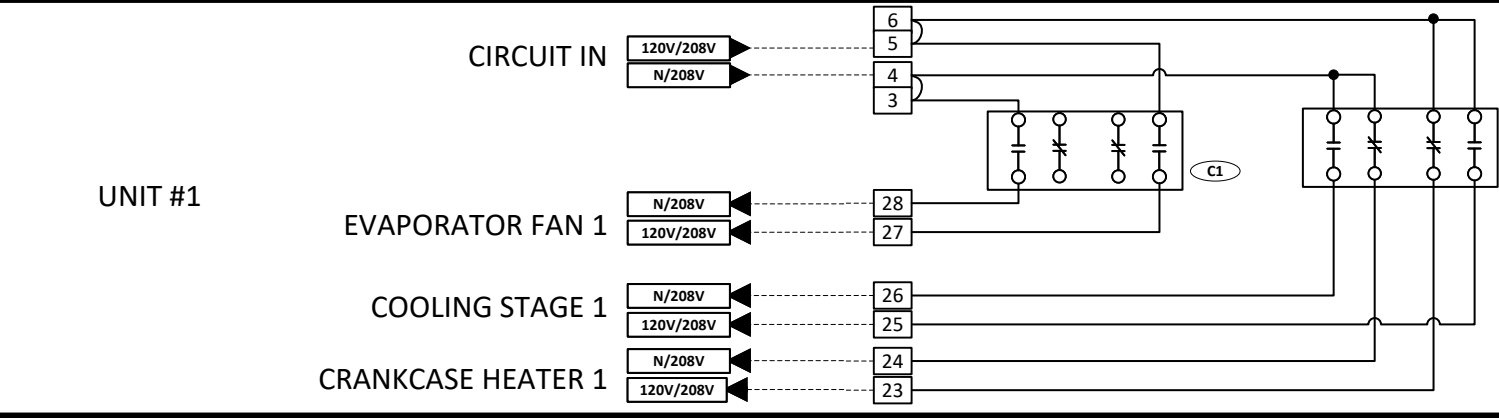 6
CIRCUIT IN 120V/208V 5
N/208V 4
3
C1
UNIT #1
N/208V 28
EVAPORATOR FAN 1 120V/208V 27
N/208V 26
COOLING STAGE 1 120V/208V 25
N/208V 24
CRANKCASE HEATER 1 120V/208V 23